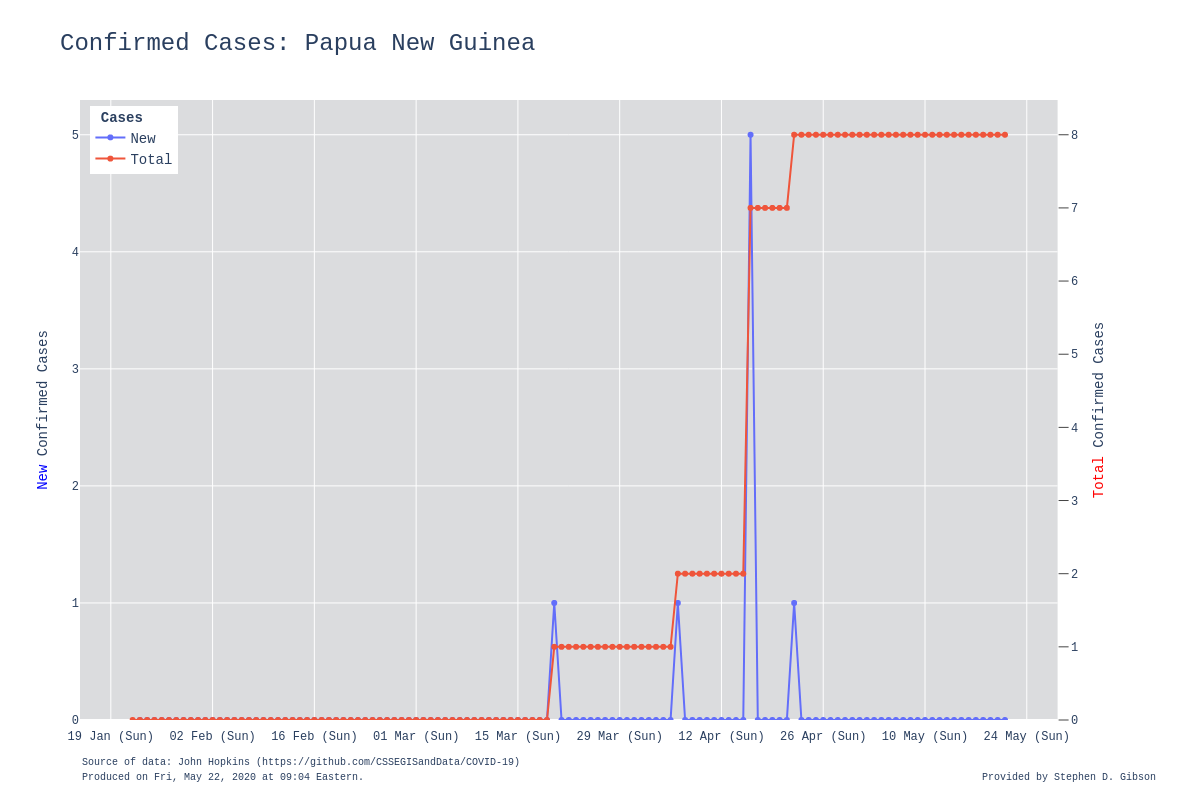 Confirmed Cases: Papua New Guinea
Cases
New
Total
5
4
3
2
1
0
8
7
6
5
4
3
2
1
0
New Confirmed Cases
Total Confirmed Cases
19 Jan (Sun) 02 Feb (Sun) 16 Feb (Sun) 01 Mar (Sun) 15 Mar (Sun) 29 Mar (Sun) 12 Apr (Sun) 26 Apr (Sun) 10 May (Sun) 24 May (Sun)
Source of data: John Hopkins (https://github.com/CSSEGISandData/COVID-19)
Produced on Fri, May 22, 2020 at 09:04 Eastern.
Provided by Stephen D. Gibson